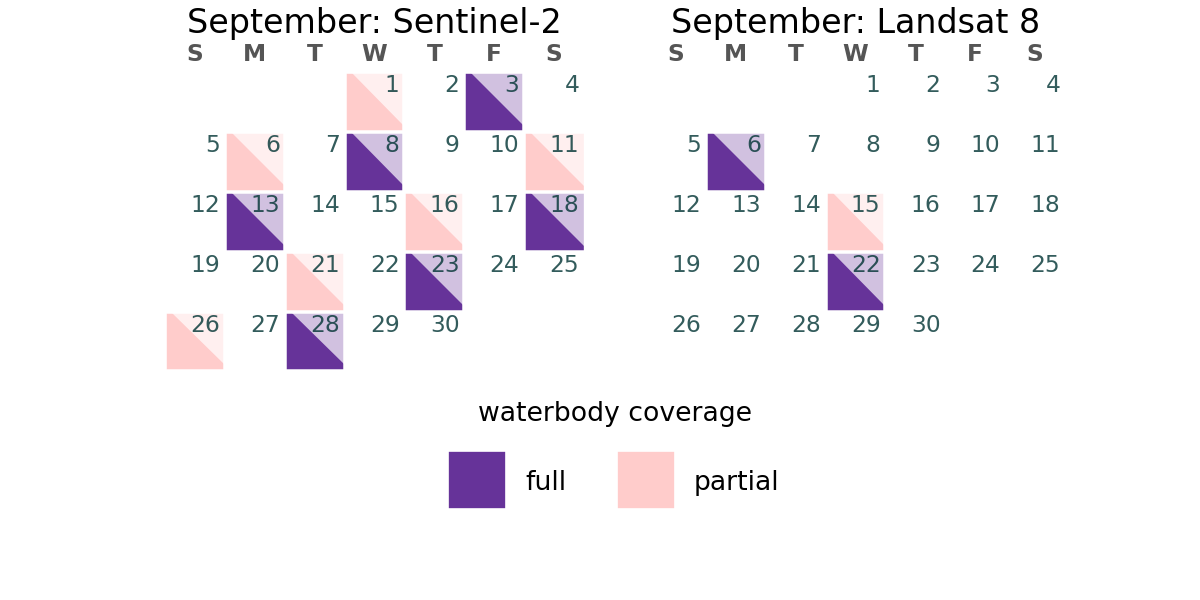 September: Sentinel-2
S M T W T F S
1 2 3 4
5 6 7 8 9 10 11
12 13 14 15 16 17 18
19 20 21 22 23 24 25
26 27 28 29 30
September: Landsat 8
S M T W T F S
1 2 3 4
5 6 7 8 9 10 11
12 13 14 15 16 17 18
19 20 21 22 23 24 25
26 27 28 29 30
waterbody coverage
full partial